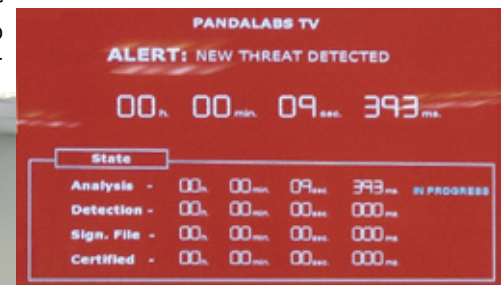 PANDALABS TV
ALERT: NEW THREAT DETECTED
00h. 00min. 09sec. 393ms.
State
Analysis - 00h. 00min. 09sec. 393ms. IN PROGRESS
Detection - 00h. 00min. 00sec. 000ms
Sign. File - 00h. 00min. 00sec. 000ms
Certified - 00h. 00min. 00sec. 000ms